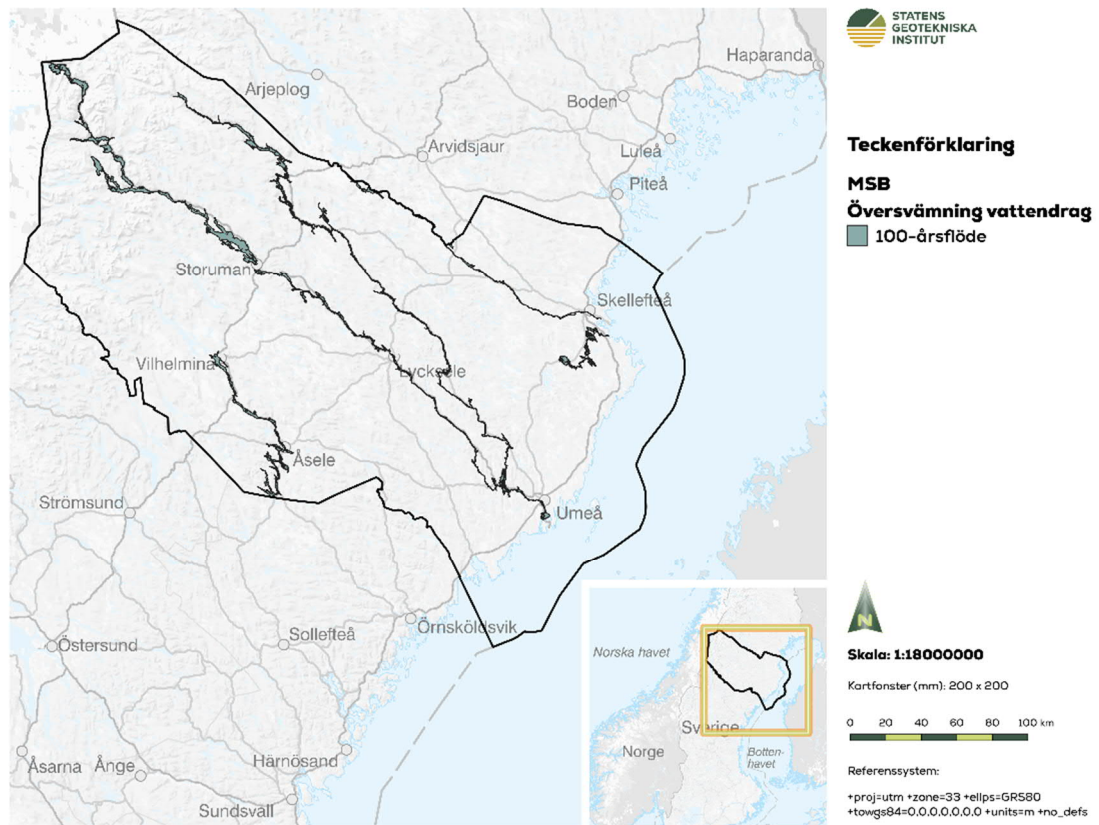 STATENS
GEOTEKNISKA
INSTITUT
Haparanda
Arjeplog
Boden
Luleå
Arvidsjaur
Piteå
Teckenförklaring
MSB
Översvämning vattendrag
100-årsflöde
Storuman
Skellefteå
Vilhelmina
Lycksele
Åsele
Strömsund
Umeå
Örnsköldsvik
Sollefteå
Östersund
Härnösand
Åsarna
Ånge
Sundsvall
Norska havet
Sverige
Norge
Botten-
havet
N
Skala: 1:18000000
Kartfonster (mm): 200 x 200
0 20 40 60 80 100 km
Referenssystem:
+proj=utm +zone=33 +ellps=GRS80
+towgs84=0,0,0,0,0,0,0 +units=m +no_defs